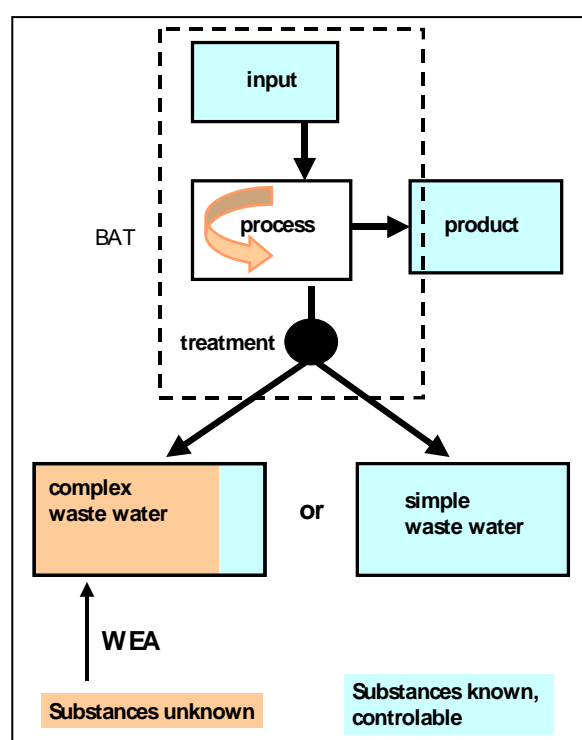 input
BAT
process
product
treatment
complex
waste water
or
simple
waste water
WEA
Substances unknown
Substances known,
controlable